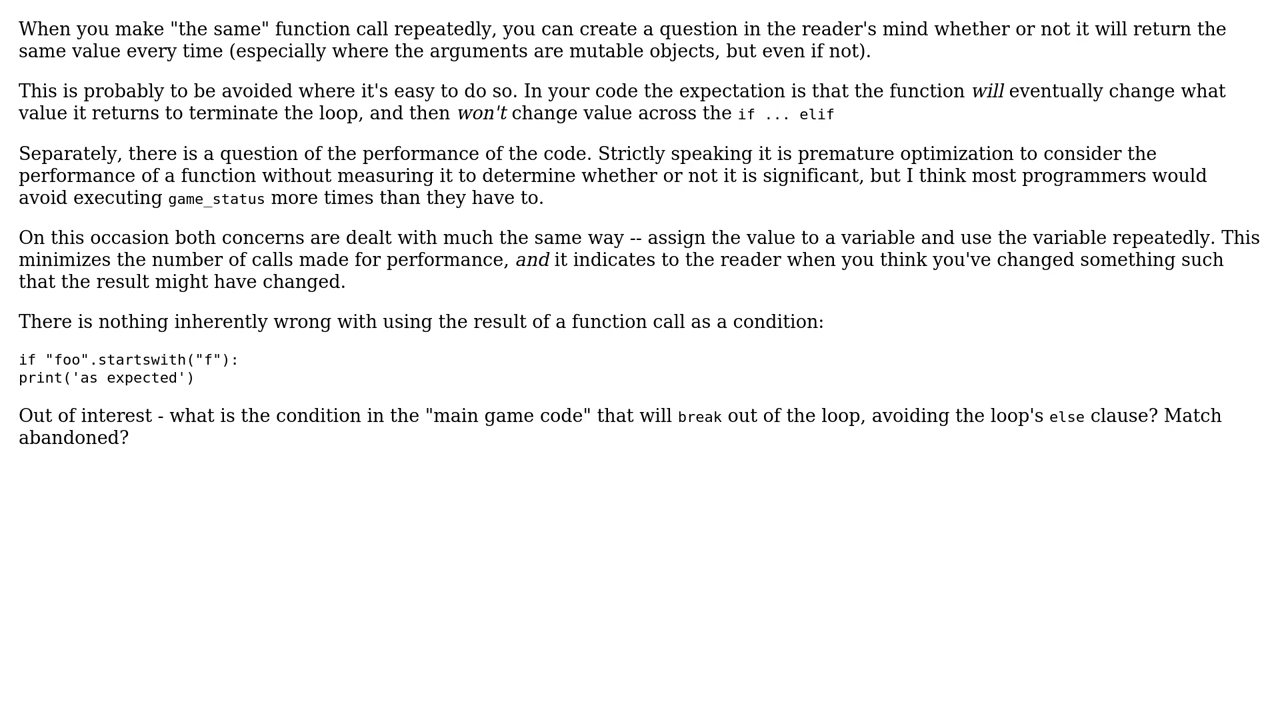 When you make "the same" function call repeatedly, you can create a question in the reader's mind whether or not it will return the
same value every time (especially where the arguments are mutable objects, but even if not).
This is probably to be avoided where it's easy to do so. In your code the expectation is that the function will eventually change what
value it returns to terminate the loop, and then won't change value across the if ... elif
Separately, there is a question of the performance of the code. Strictly speaking it is premature optimization to consider the
performance of a function without measuring it to determine whether or not it is significant, but I think most programmers would
avoid executing game_status more times than they have to.
On this occasion both concerns are dealt with much the same way -- assign the value to a variable and use the variable repeatedly. This
minimizes the number of calls made for performance, and it indicates to the reader when you think you've changed something such
that the result might have changed.
There is nothing inherently wrong with using the result of a function call as a condition:
if "foo".startswith("f"):
print('as expected')
Out of interest - what is the condition in the "main game code" that will break out of the loop, avoiding the loop's else clause? Match
abandoned?